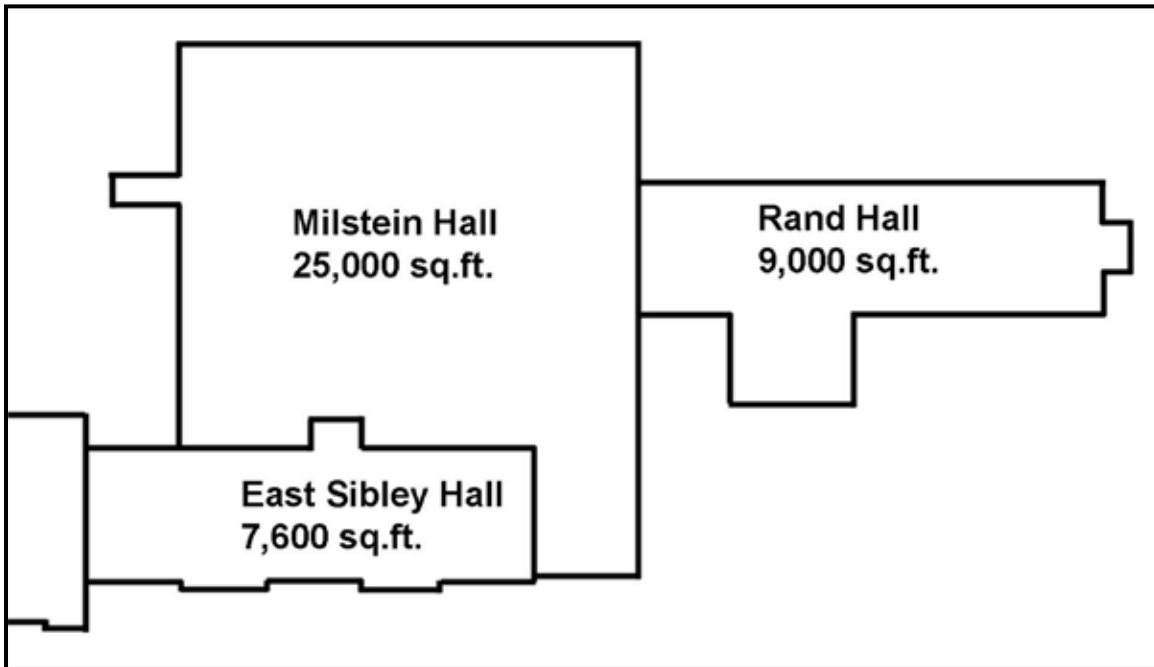 Milstein Hall
25,000 sq.ft.
Rand Hall
9,000 sq.ft.
East Sibley Hall
7,600 sq.ft.